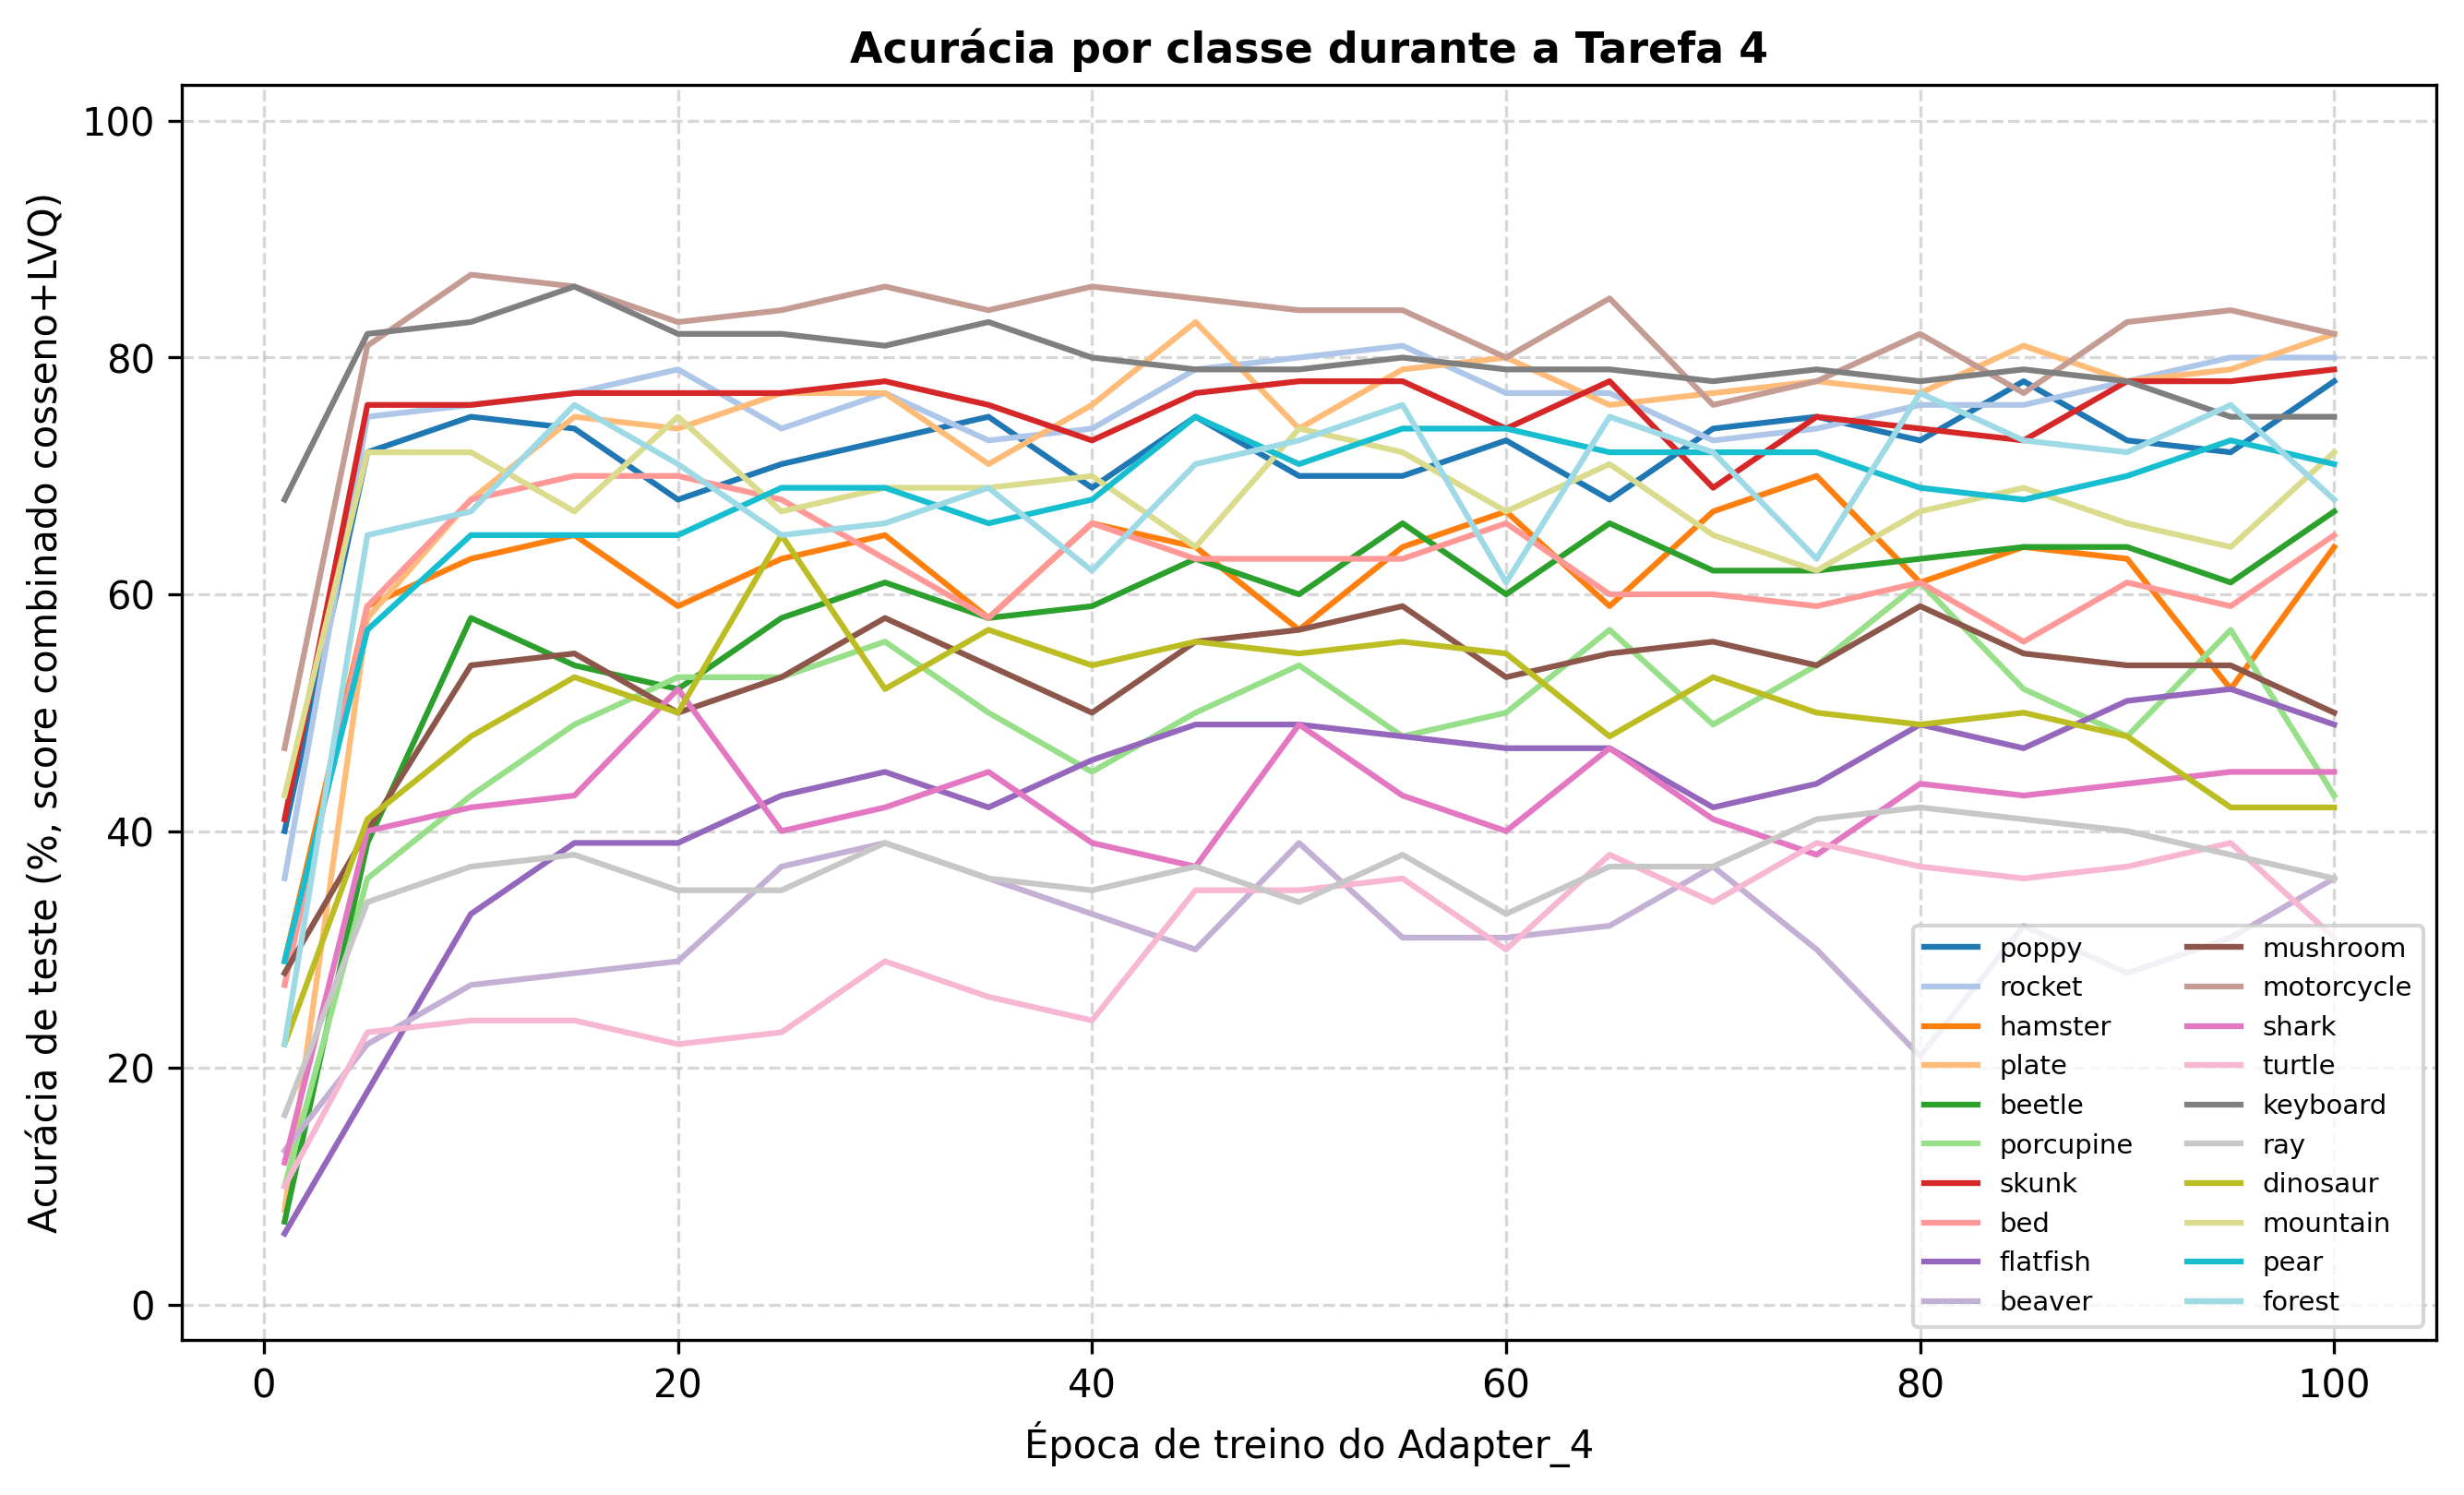 Acurácia por classe durante a Tarefa 4
Acurácia de teste (%, score combinado cosseno+LVQ)
100
80
60
40
20
0
0
20
40
60
80
100
Época de treino do Adapter_4
poppy
rocket
hamster
plate
beetle
porcupine
skunk
bed
flatfish
beaver
mushroom
motorcycle
shark
turtle
keyboard
ray
dinosaur
mountain
pear
forest